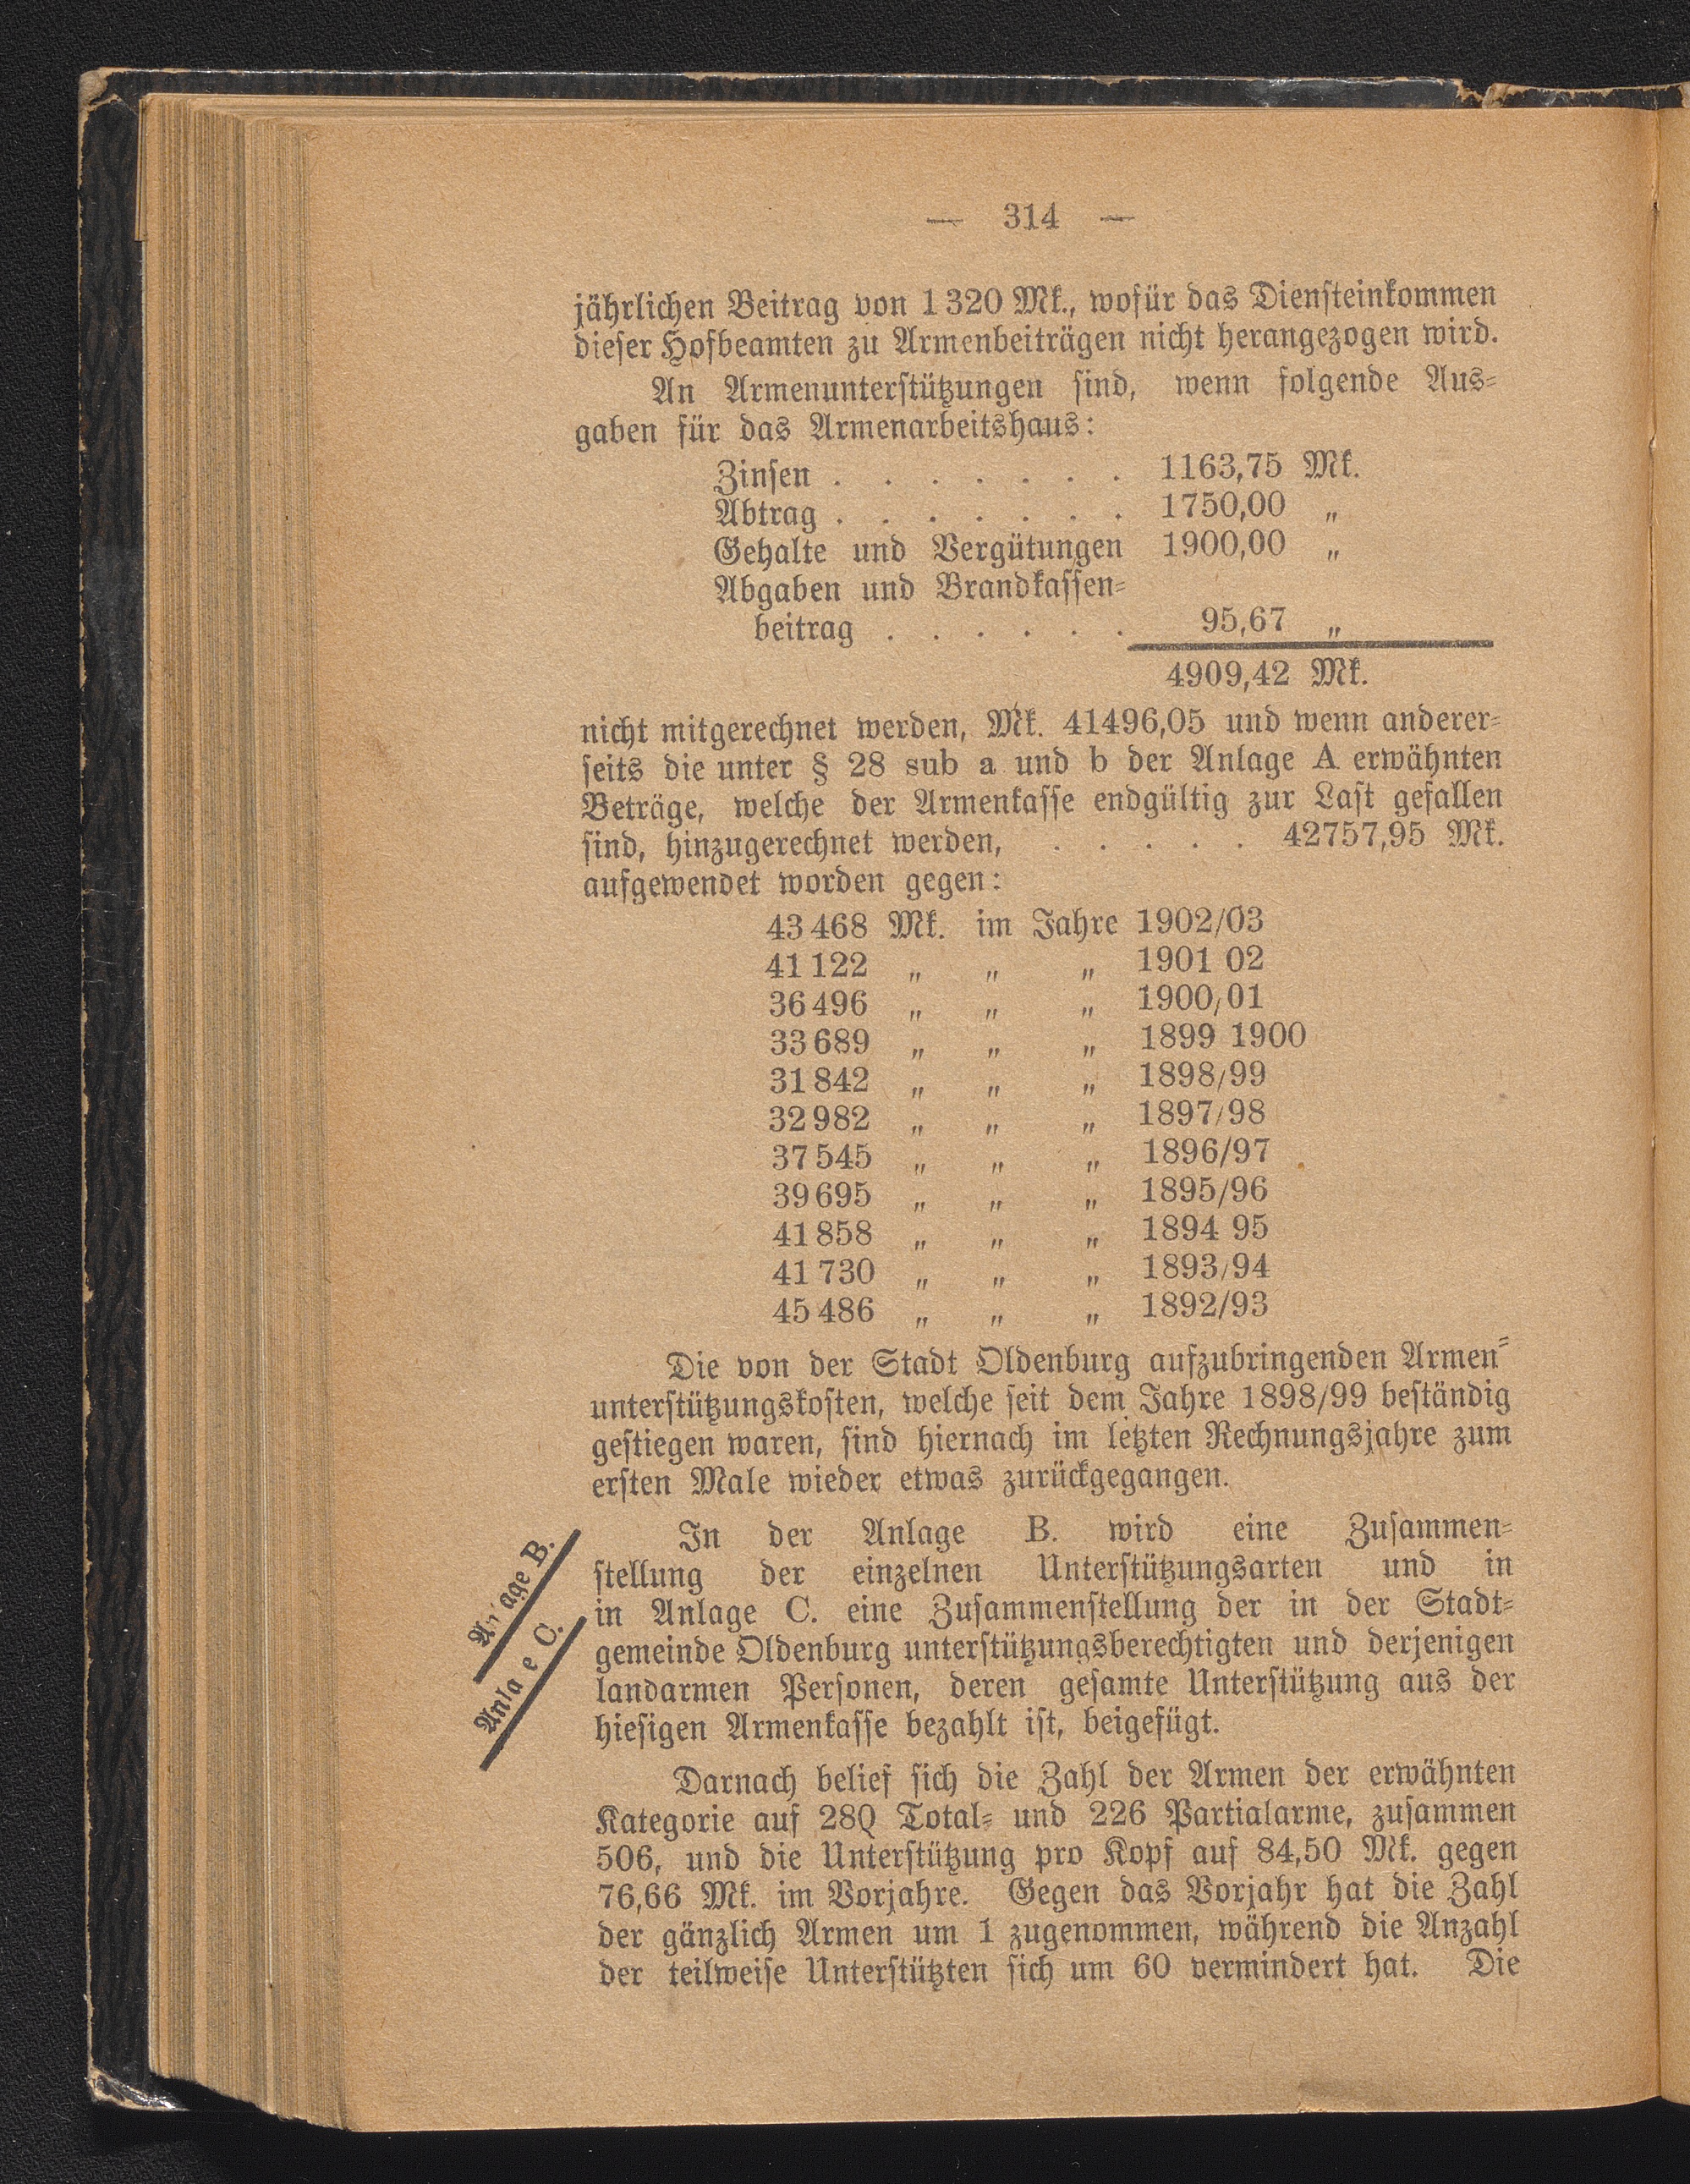 — 314 —
jährlichen Beitrag von 1320 Mk., wofür das Diensteinkommen
dieser Hofbeamten zu Armenbeiträgen nicht herangezogen wird.
An Armenunterstützungen sind, wenn folgende Aus-
gaben für das Armenarbeitshaus:
Zinsen . . . . . . . 1163,75 Mk.
Abtrag . . . . . . . 1750,00 „
Gehalte und Vergütungen 1900,00 „
Abgaben und Brandkassen-
beitrag . . . . . . 95,67 „
4909,42 Mk.
nicht mitgerechnet werden, Mk. 41496,05 und wenn anderer-
seits die unter § 28 sub a und b der Anlage A erwähnten
Beträge, welche der Armenkasse endgültig zur Last gefallen
sind, hinzugerechnet werden, . . . . . 42757,95 Mk.
aufgewendet worden gegen:
43 468 Mk. im Jahre 1902/03
41 122 „ „ „ 1901 02
36 496 „ „ „ 1900/01
33 689 „ „ „ 1899 1900
31 842 „ „ „ 1898/99
32 982 „ „ „ 1897/98
37 545 „ „ „ 1896/97
39 695 „ „ „ 1895/96
41 858 „ „ „ 1894 95
41 730 „ „ „ 1893/94
45 486 „ „ „ 1892/93
Die von der Stadt Oldenburg aufzubringenden Armen-
unterstützungskosten, welche seit dem Jahre 1898/99 beständig
gestiegen waren, sind hiernach im letzten Rechnungsjahre zum
ersten Male wieder etwas zurückgegangen.
Anlage B.
Anla e C.
In der Anlage B. wird eine Zusammen-
stellung der einzelnen Unterstützungsarten und in
in Anlage C. eine Zusammenstellung der in der Stadt-
gemeinde Oldenburg unterstützungsberechtigten und derjenigen
landarmen Personen, deren gesamte Unterstützung aus der
hiesigen Armenkasse bezahlt ist, beigefügt.
Darnach belief sich die Zahl der Armen der erwähnten
Kategorie auf 280 Total- und 226 Partialarme, zusammen
506, und die Unterstützung pro Kopf auf 84,50 Mk. gegen
76,66 Mk. im Vorjahre. Gegen das Vorjahr hat die Zahl
der gänzlich Armen um 1 zugenommen, während die Anzahl
der teilweise Unterstützten sich um 60 vermindert hat. Die